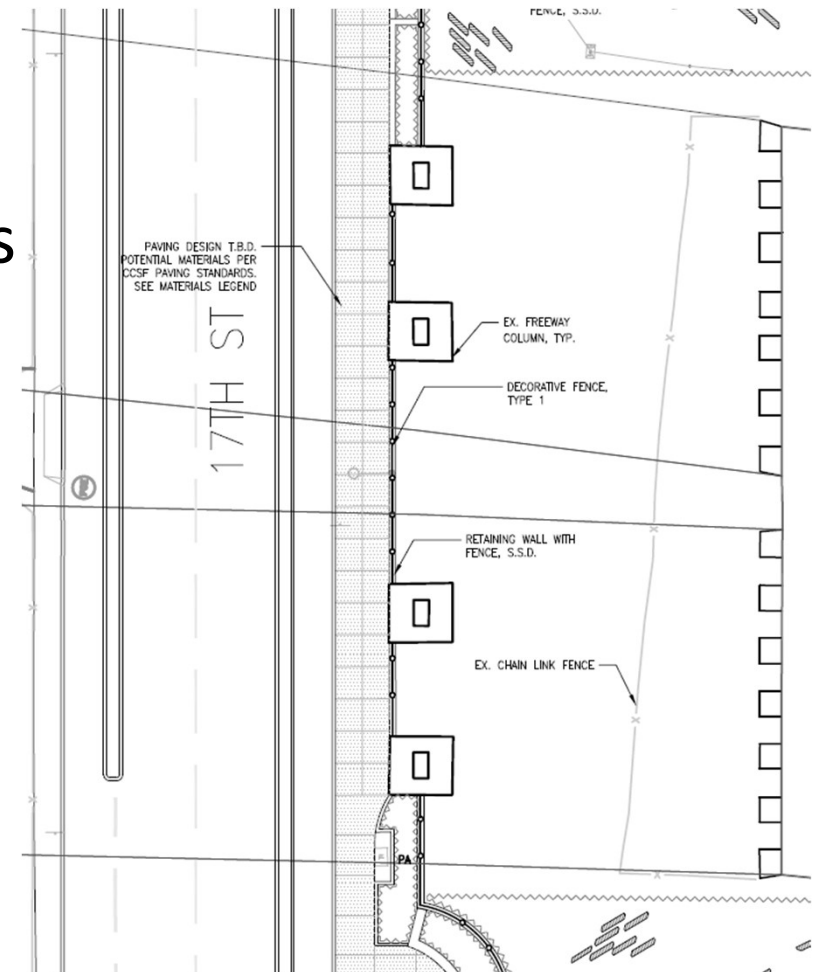 FENCE, S.S.D.
S
PAVING DESIGN T.B.D.
POTENTIAL MATERIALS PER
CCSF PAVING STANDARDS.
SEE MATERIALS LEGEND
17TH ST
EX. FREEWAY
COLUMN, TYP.
DECORATIVE FENCE,
TYPE 1
RETAINING WALL WITH
FENCE, S.S.D.
EX. CHAIN LINK FENCE
PA